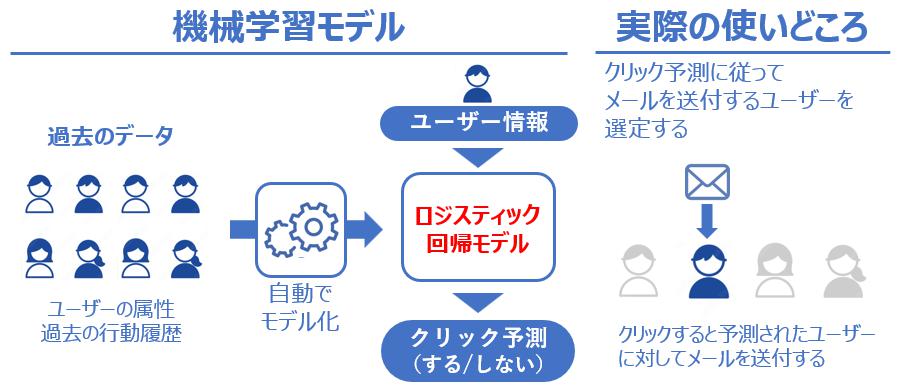 機械学習モデル
過去のデータ
ユーザーの属性
過去の行動履歴
自動で
モデル化
ユーザー情報
ロジスティック
回帰モデル
クリック予測
（する/しない）
実際の使いどころ
クリック予測に従って
メールを送付するユーザーを
選定する
クリックすると予測されたユーザー
に対してメールを送付する